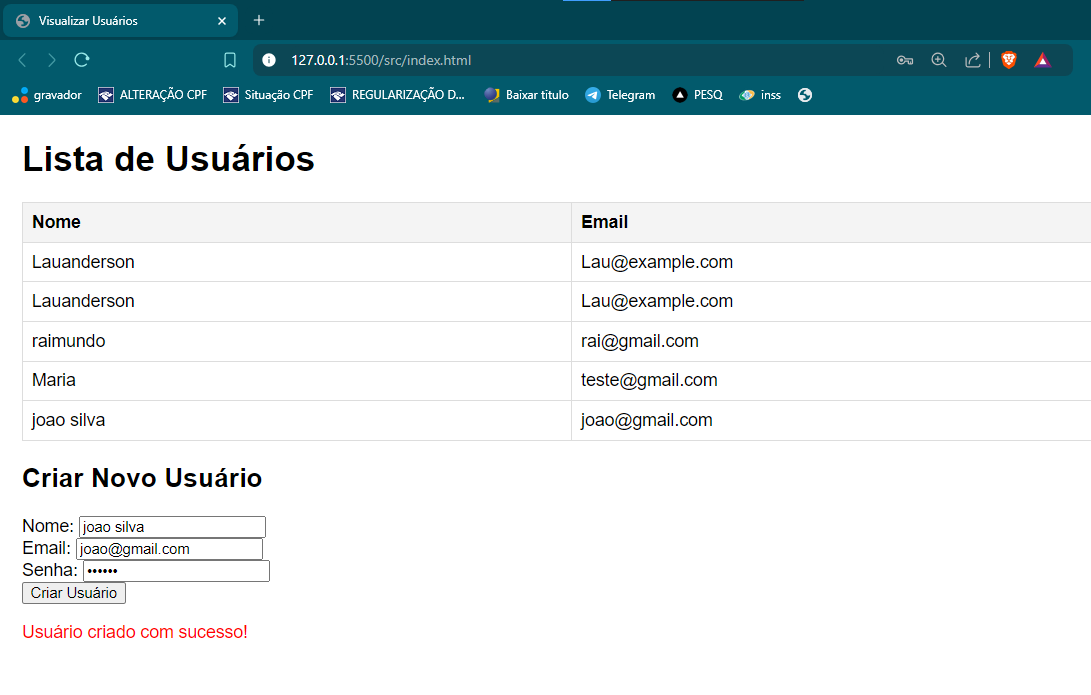 Visualizar Usuários
127.0.0.1:5500/src/index.html
gravador ALTERAÇÃO CPF Situação CPF REGULARIZAÇÃO D... Baixar titulo Telegram PESQ inss
Lista de Usuários
Nome Email
Lauanderson Lau@example.com
Lauanderson Lau@example.com
raimundo rai@gmail.com
Maria teste@gmail.com
joao silva joao@gmail.com
Criar Novo Usuário
Nome: joao silva
Email: joao@gmail.com
Senha: ••••••
Criar Usuário
Usuário criado com sucesso!